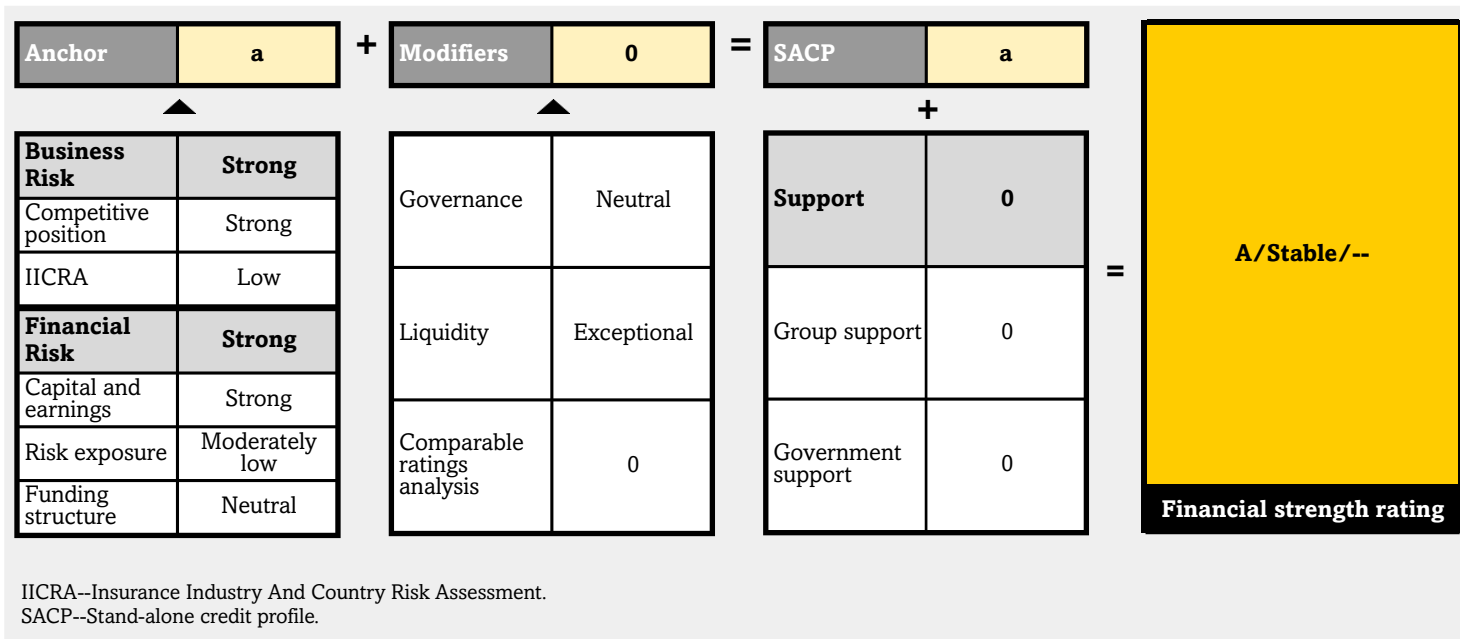 Anchor
a
+
Modifiers
0
=
SACP
a
+
Business
Risk
Strong
Competitive
position
Strong
IICRA
Low
Financial
Risk
Strong
Capital and
earnings
Strong
Risk exposure
Moderately
low
Funding
structure
Neutral
Governance
Neutral
Liquidity
Exceptional
Comparable
ratings
analysis
0
Support
0
Group support
0
Government
support
0
=
A/Stable/--
Financial strength rating
IICRA--Insurance Industry And Country Risk Assessment.
SACP--Stand-alone credit profile.